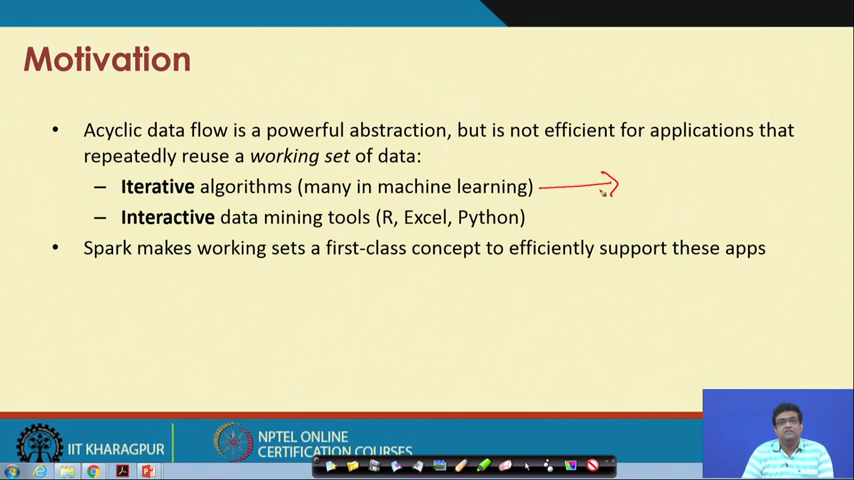 Motivation
• Acyclic data flow is a powerful abstraction, but is not efficient for applications that
repeatedly reuse a working set of data:
– Iterative algorithms (many in machine learning)
– Interactive data mining tools (R, Excel, Python)
• Spark makes working sets a first-class concept to efficiently support these apps
IIT KHARAGPUR
NPTEL ONLINE
CERTIFICATION COURSES